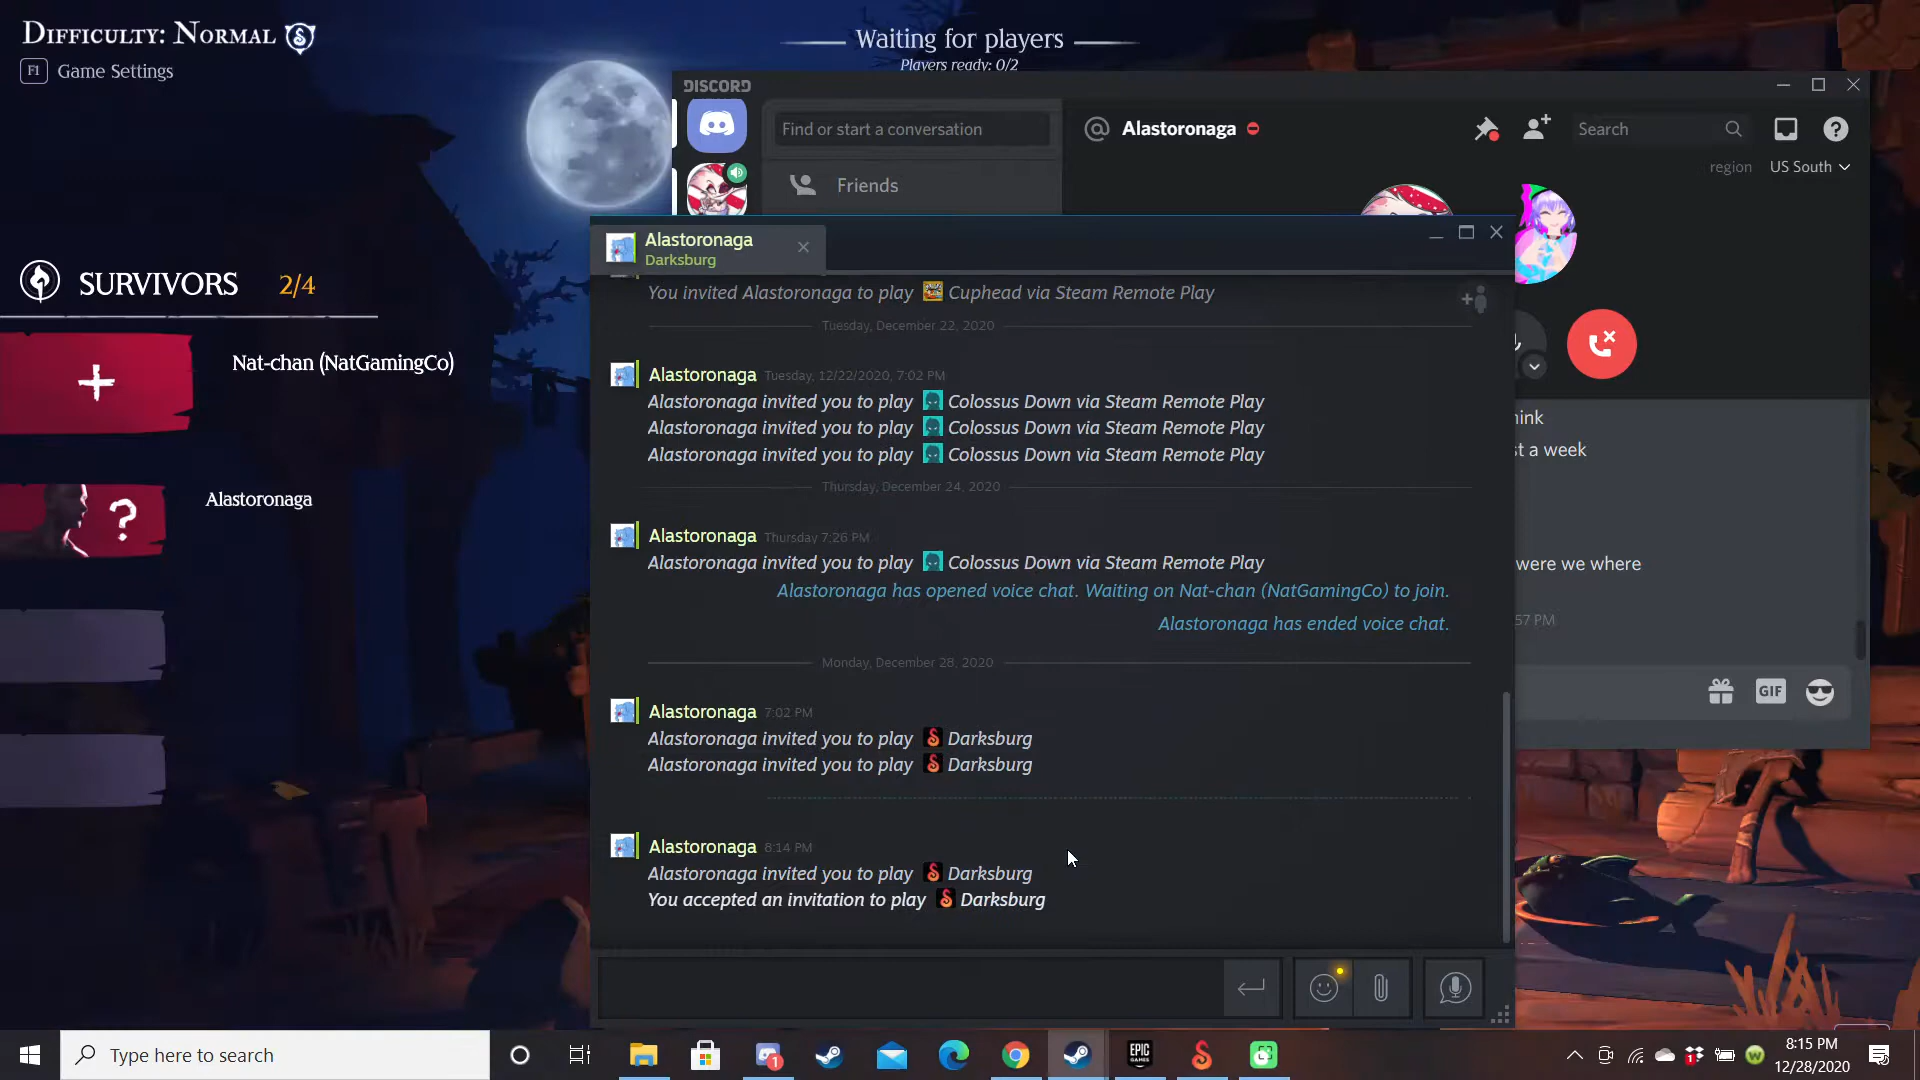 Difficulty: Normal
F1 Game Settings
Waiting for players
Players ready: 0/2
SURVIVORS 2/4
Nat-chan (NatGamingCo)
Alastoronaga
?
DISCORD
Find or start a conversation
Friends
@ Alastoronaga
Search
region US South
ink
st a week
were we where
57 PM
GIF
Alastoronaga
Darksburg
You invited Alastoronaga to play Cuphead via Steam Remote Play
Tuesday, December 22, 2020
Alastoronaga Tuesday, 12/22/2020, 7:02 PM
Alastoronaga invited you to play Colossus Down via Steam Remote Play
Alastoronaga invited you to play Colossus Down via Steam Remote Play
Alastoronaga invited you to play Colossus Down via Steam Remote Play
Thursday, December 24, 2020
Alastoronaga Thursday 7:26 PM
Alastoronaga invited you to play Colossus Down via Steam Remote Play
Alastoronaga has opened voice chat. Waiting on Nat-chan (NatGamingCo) to join.
Alastoronaga has ended voice chat.
Monday, December 28, 2020
Alastoronaga 7:02 PM
Alastoronaga invited you to play Darksburg
Alastoronaga invited you to play Darksburg
Alastoronaga 8:14 PM
Alastoronaga invited you to play Darksburg
You accepted an invitation to play Darksburg
Type here to search
1
EPIC GAMES
1
8:15 PM
12/28/2020